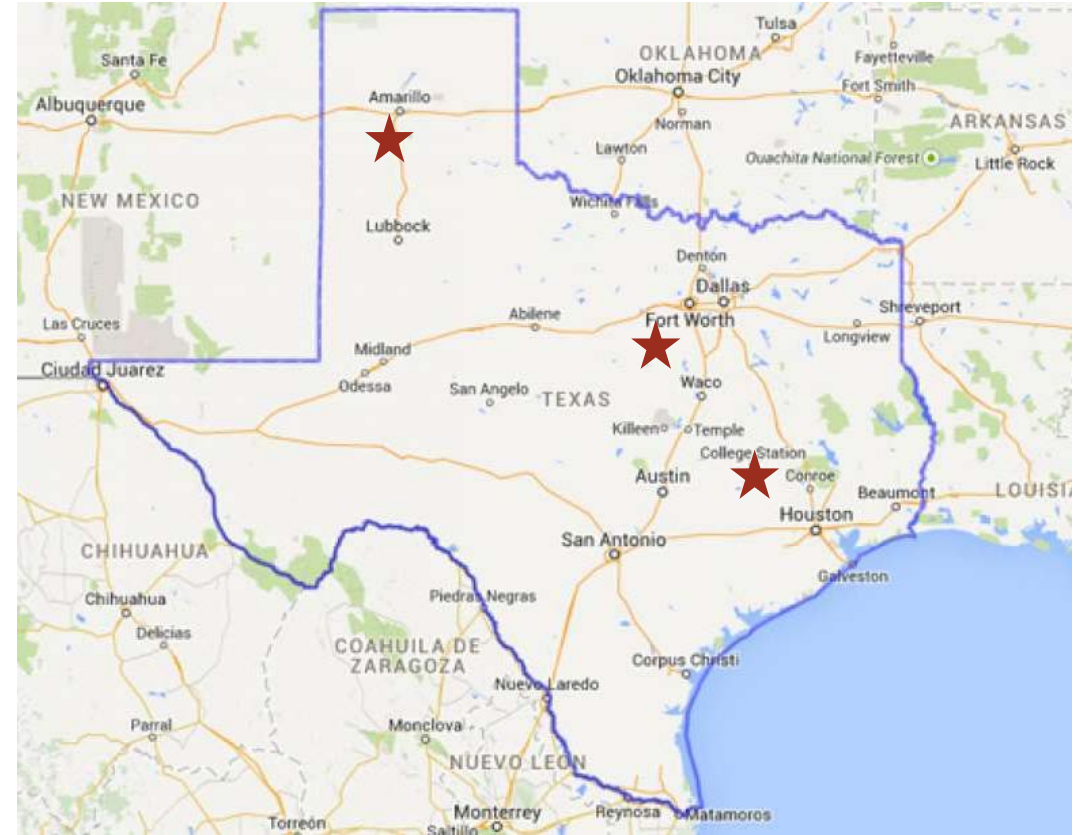 Tulsa
Santa Fe
OKLAHOMA
Fayetteville
Oklahoma City
Fort Smith
Albuquerque
Amarillo
Norman
ARKANSAS
Lawton
Ouachita National Forest
Little Rock
NEW MEXICO
Wichita Falls
Lubbock
Denton
Dallas
Las Cruces
Abilene
Fort Worth
Shreveport
Longview
Midland
Ciudad Juarez
Odessa
San Angelo
TEXAS
Waco
Killeen
Temple
College Station
Austin
Conroe
Beaumont
LOUISIA
Houston
San Antonio
CHIHUAHUA
Galveston
Chihuahua
Piedras Negras
Delicias
COAHUILA DE
ZARAGOZA
Corpus Christi
Nuevo Laredo
Parral
Monclova
NUEVO LEON
Monterrey
Reynosa
Matamoros
Torreón
Saltillo